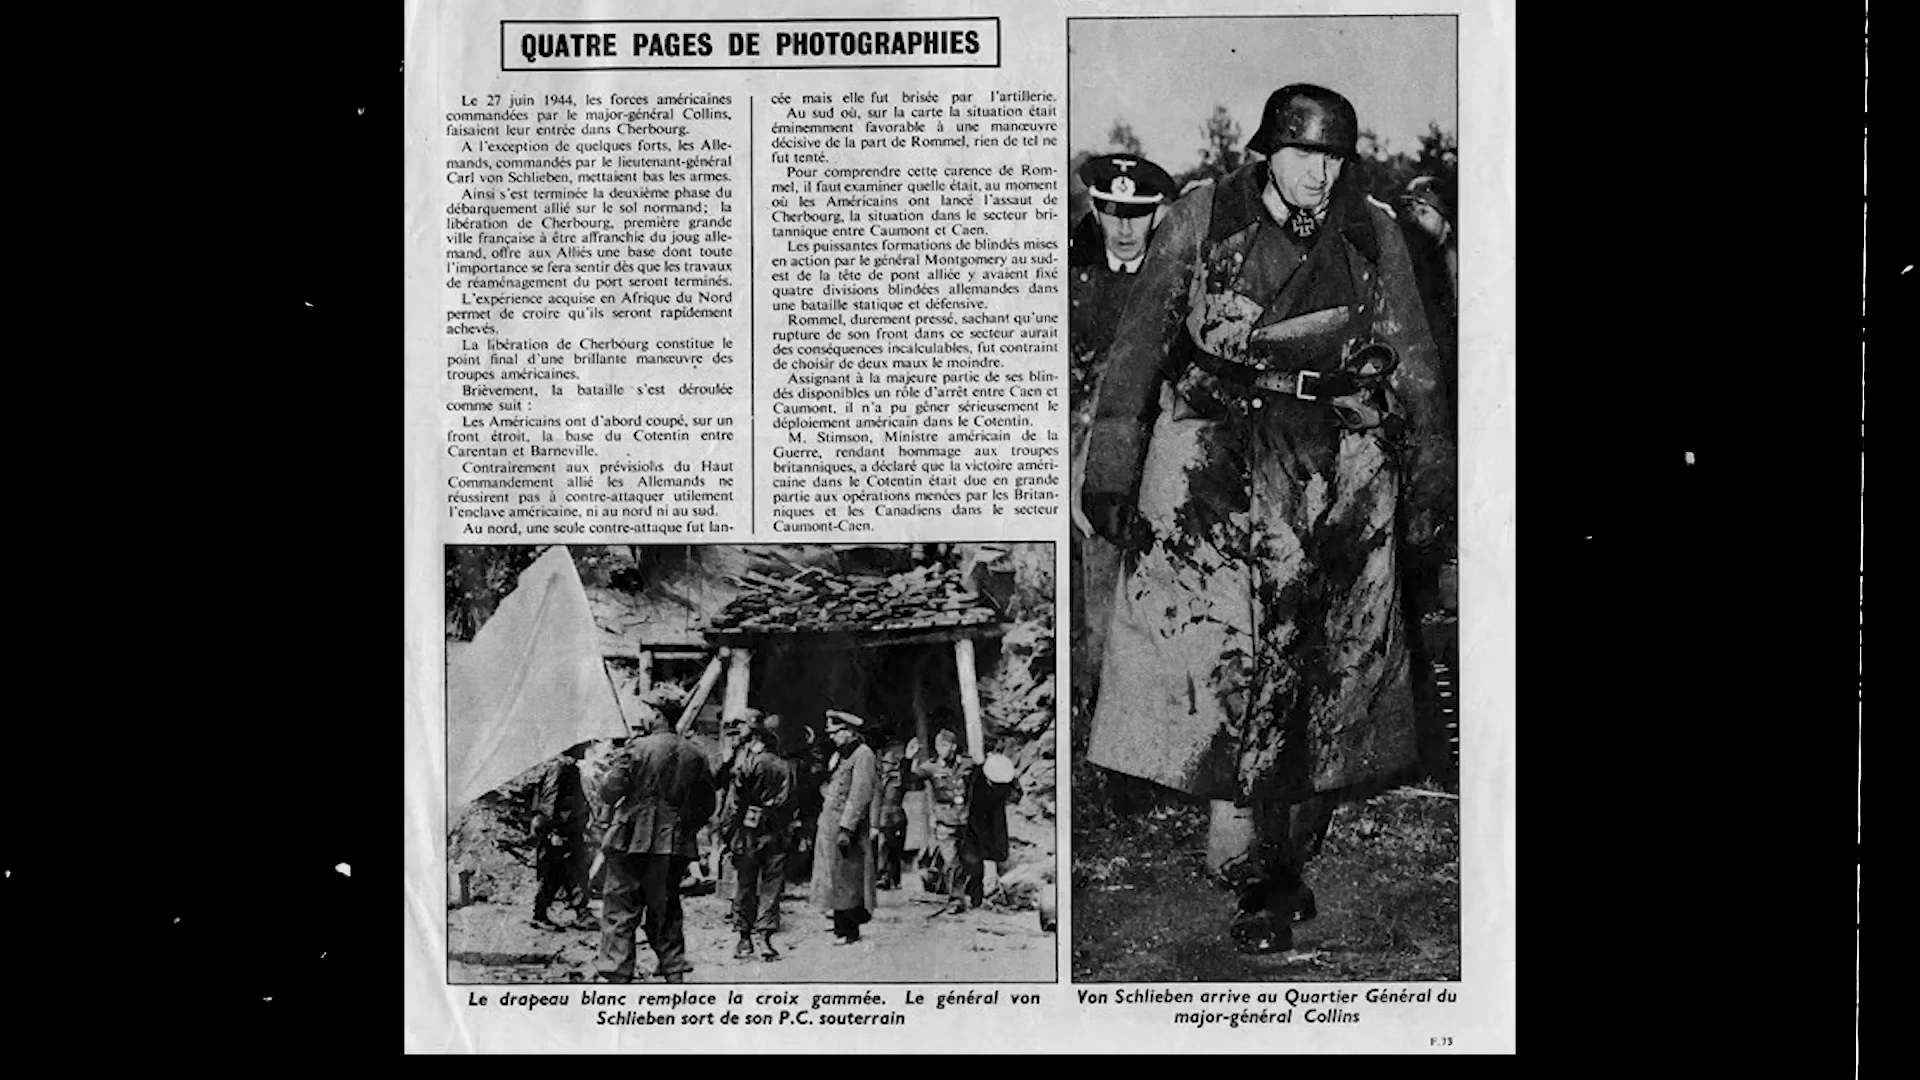 QUATRE PAGES DE PHOTOGRAPHIES
Le 27 juin 1944, les forces américaines
commandées par le major-général Collins,
faisaient leur entrée dans Cherbourg.
A l'exception de quelques forts, les Alle-
mands, commandés par le lieutenant-général
Carl von Schlieben, mettaient bas les armes.
Ainsi s'est terminée la deuxième phase du
débarquement allié sur le sol normand; la
libération de Cherbourg, première grande
ville française à être affranchie du joug alle-
mand, offre aux Alliés une base dont toute
l'importance se fera sentir dès que les travaux
de réaménagement du port seront terminés.
L'expérience acquise en Afrique du Nord
permet de croire qu'ils seront rapidement
achevés.
La libération de Cherbourg constitue le
point final d'une brillante manœuvre des
troupes américaines.
Brièvement, la bataille s'est déroulée
comme suit :
Les Américains ont d'abord coupé, sur un
front étroit, la base du Cotentin entre
Carentan et Barneville.
Contrairement aux prévisions du Haut
Commandement allié les Allemands ne
réussirent pas à contre-attaquer utilement
l'enclave américaine, ni au nord ni au sud.
Au nord, une seule contre-attaque fut lan-
cée mais elle fut brisée par l'artillerie.
Au sud où, sur la carte la situation était
éminemment favorable à une manœuvre
décisive de la part de Rommel, rien de tel ne
fut tenté.
Pour comprendre cette carence de Rom-
mel, il faut examiner quelle était, au moment
où les Américains ont lancé l'assaut de
Cherbourg, la situation dans le secteur bri-
tannique entre Caumont et Caen.
Les puissantes formations de blindés mises
en action par le général Montgomery au sud-
est de la tête de pont alliée y avaient fixé
quatre divisions blindées allemandes dans
une bataille statique et défensive.
Rommel, durement pressé, sachant qu'une
rupture de son front dans ce secteur aurait
des conséquences incalculables, fut contraint
de choisir de deux maux le moindre.
Assignant à la majeure partie de ses blin-
dés disponibles un rôle d'arrêt entre Caen et
Caumont, il n'a pu gêner sérieusement le
déploiement américain dans le Cotentin.
M. Stimson, Ministre américain de la
Guerre, rendant hommage aux troupes
britanniques, a déclaré que la victoire améri-
caine dans le Cotentin était due en grande
partie aux opérations menées par les Britan-
niques et les Canadiens dans le secteur
Caumont-Caen.
Le drapeau blanc remplace la croix gammée. Le général von
Schlieben sort de son P.C. souterrain
Von Schlieben arrive au Quartier Général du
major-général Collins
F.73